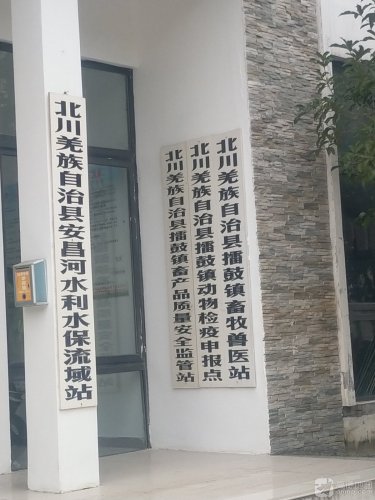 北川羌族自治县安昌河水利水保流域站
北川羌族自治县擂鼓镇畜产品质量安全监管站
北川羌族自治县擂鼓镇动物检疫申报点
北川羌族自治县擂鼓镇畜牧兽医站